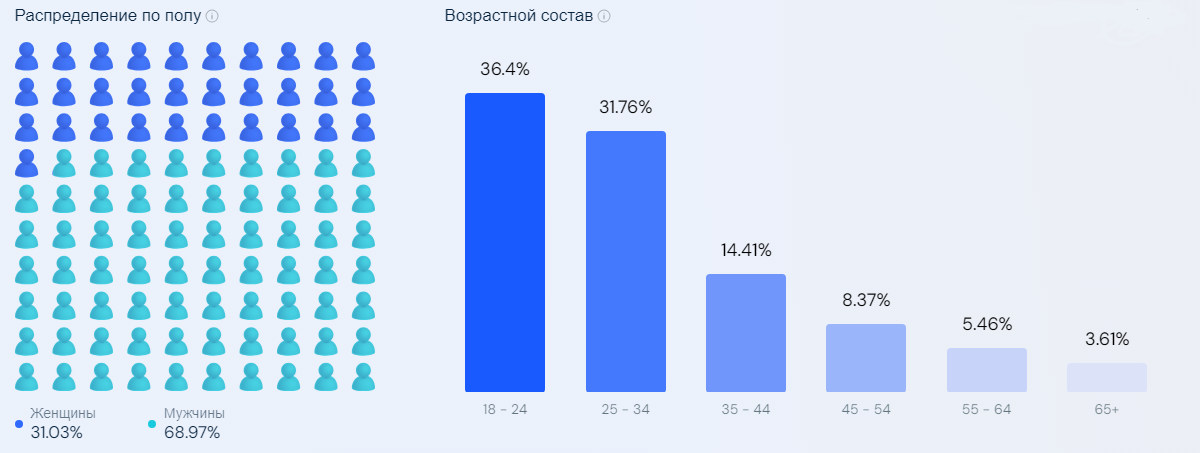 Распределение по полу
Женщины
31.03%
Мужчины
68.97%
Возрастной состав
36.4%
31.76%
14.41%
8.37%
5.46%
3.61%
18 - 24
25 - 34
35 - 44
45 - 54
55 - 64
65+